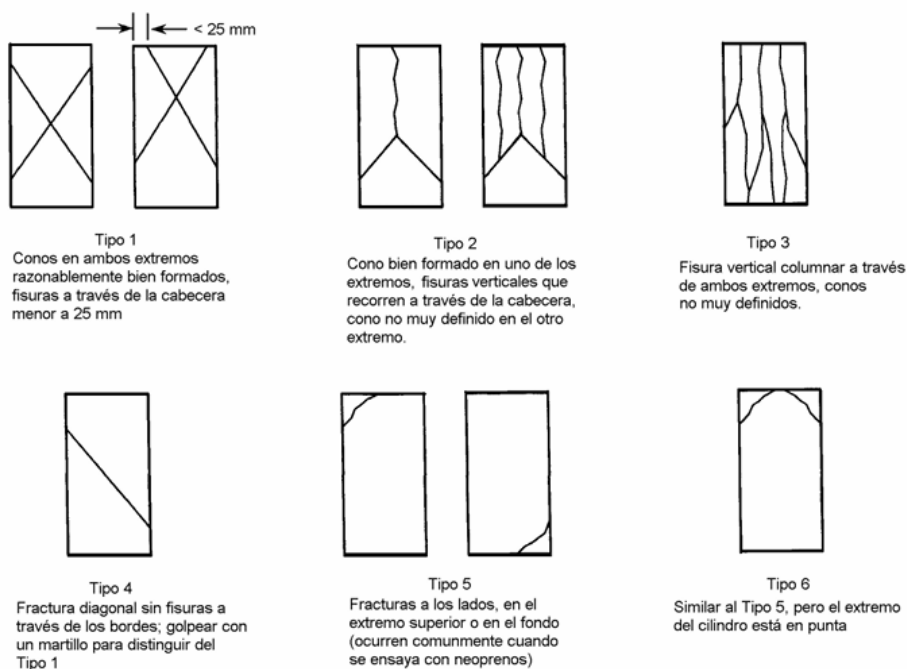 < 25 mm
Tipo 1
Conos en ambos extremos
razonablemente bien formados,
fisuras a través de la cabecera
menor a 25 mm
Tipo 2
Cono bien formado en uno de los
extremos, fisuras verticales que
recorren a través de la cabecera,
cono no muy definido en el otro
extremo.
Tipo 3
Fisura vertical columnar a través
de ambos extremos, conos
no muy definidos.
Tipo 4
Fractura diagonal sin fisuras a
través de los bordes; golpear con
un martillo para distinguir del
Tipo 1
Tipo 5
Fracturas a los lados, en el
extremo superior o en el fondo
(ocurren comunmente cuando
se ensaya con neoprenos)
Tipo 6
Similar al Tipo 5, pero el extremo
del cilindro está en punta